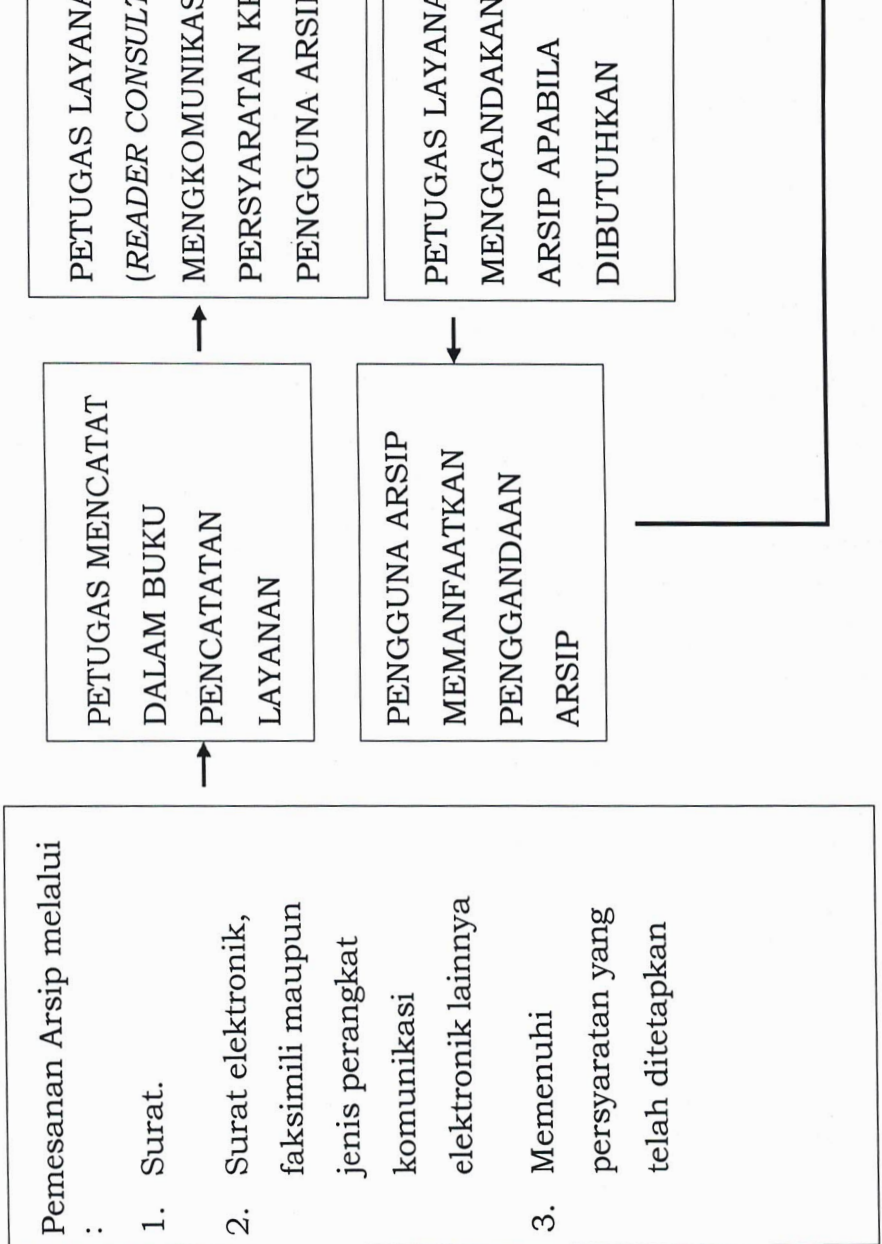 Pemesanan Arsip melalui
:
1. Surat.
2. Surat elektronik,
faksimili maupun
jenis perangkat
komunikasi
elektronik lainnya
3. Memenuhi
persyaratan yang
telah ditetapkan
PETUGAS MENCATAT
DALAM BUKU
PENCATATAN
LAYANAN
PETUGAS LAYANA
(READER CONSULT
MENGKOMUNIKAS
PERSYARATAN KE
PENGGUNA ARSI
PENGGUNA ARSIP
MEMANFAATKAN
PENGGANDAAN
ARSIP
PETUGAS LAYANA
MENGGANDAKAN
ARSIP APABILA
DIBUTUHKAN